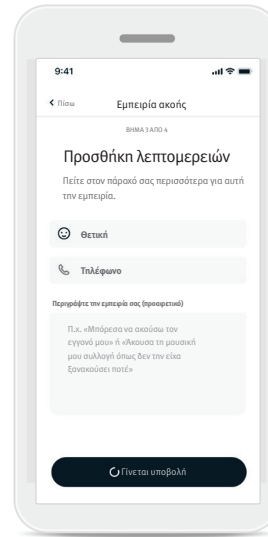 9:41
Πίσω
Εμπειρία ακοής
ΒΗΜΑ 3 ΑΠΟ 4
Προσθήκη λεπτομερειών
Πείτε στον πάροχό σας περισσότερα για αυτή
την εμπειρία.
Θετική
Τηλέφωνο
Περιγράψτε την εμπειρία σας (προαιρετικό)
Π.χ. «Μπόρεσα να ακούσω τον
εγγονό μου» ή «Άκουσα τη μουσική
μου συλλογή όπως δεν την είχα
ξανακούσει ποτέ»
Γίνεται υποβολή